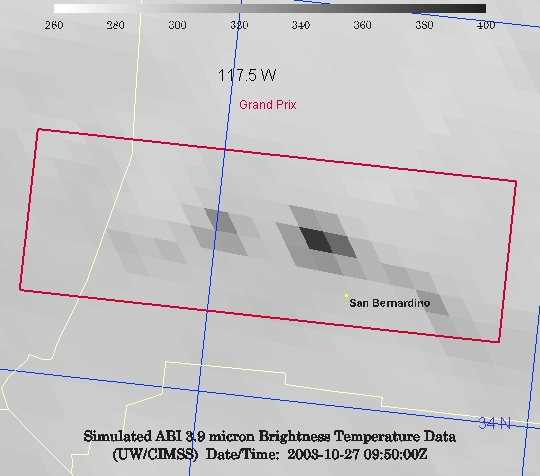 260 280 300 320 340 360 380 400
117.5 W
Grand Prix
San Bernardino
34 N
Simulated ABI 3.9 micron Brightness Temperature Data
(UW/CIMSS) Date/Time: 2003-10-27 09:50:00Z